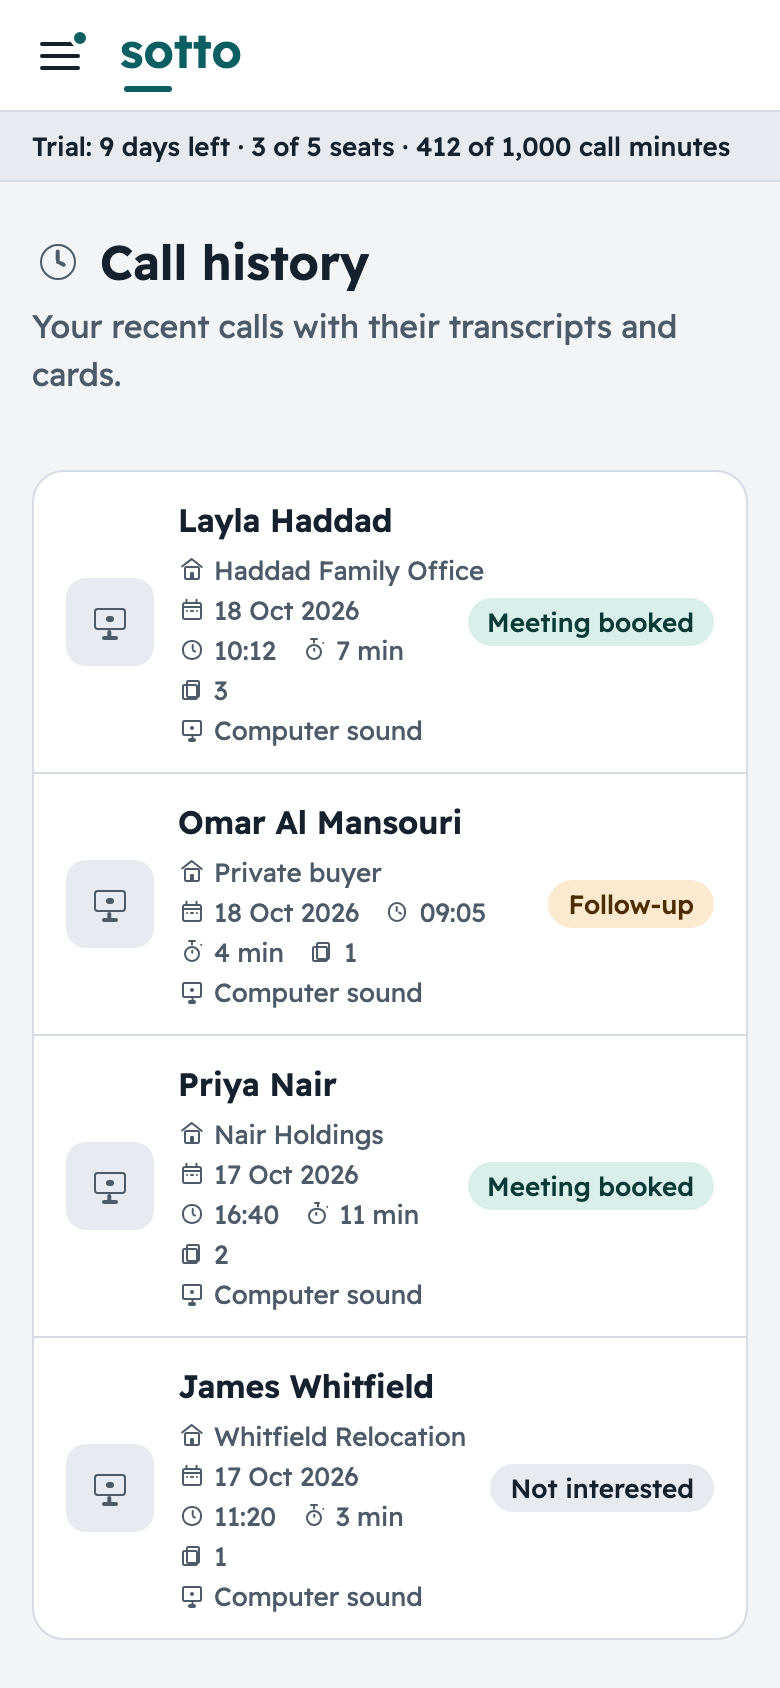 sotto
Trial: 9 days left · 3 of 5 seats · 412 of 1,000 call minutes
Call history
Your recent calls with their transcripts and
cards.
Layla Haddad
Haddad Family Office
18 Oct 2026
10:12 7 min
3
Computer sound
Meeting booked
Omar Al Mansouri
Private buyer
18 Oct 2026 09:05
4 min 1
Computer sound
Follow-up
Priya Nair
Nair Holdings
17 Oct 2026
16:40 11 min
2
Computer sound
Meeting booked
James Whitfield
Whitfield Relocation
17 Oct 2026
11:20 3 min
1
Computer sound
Not interested